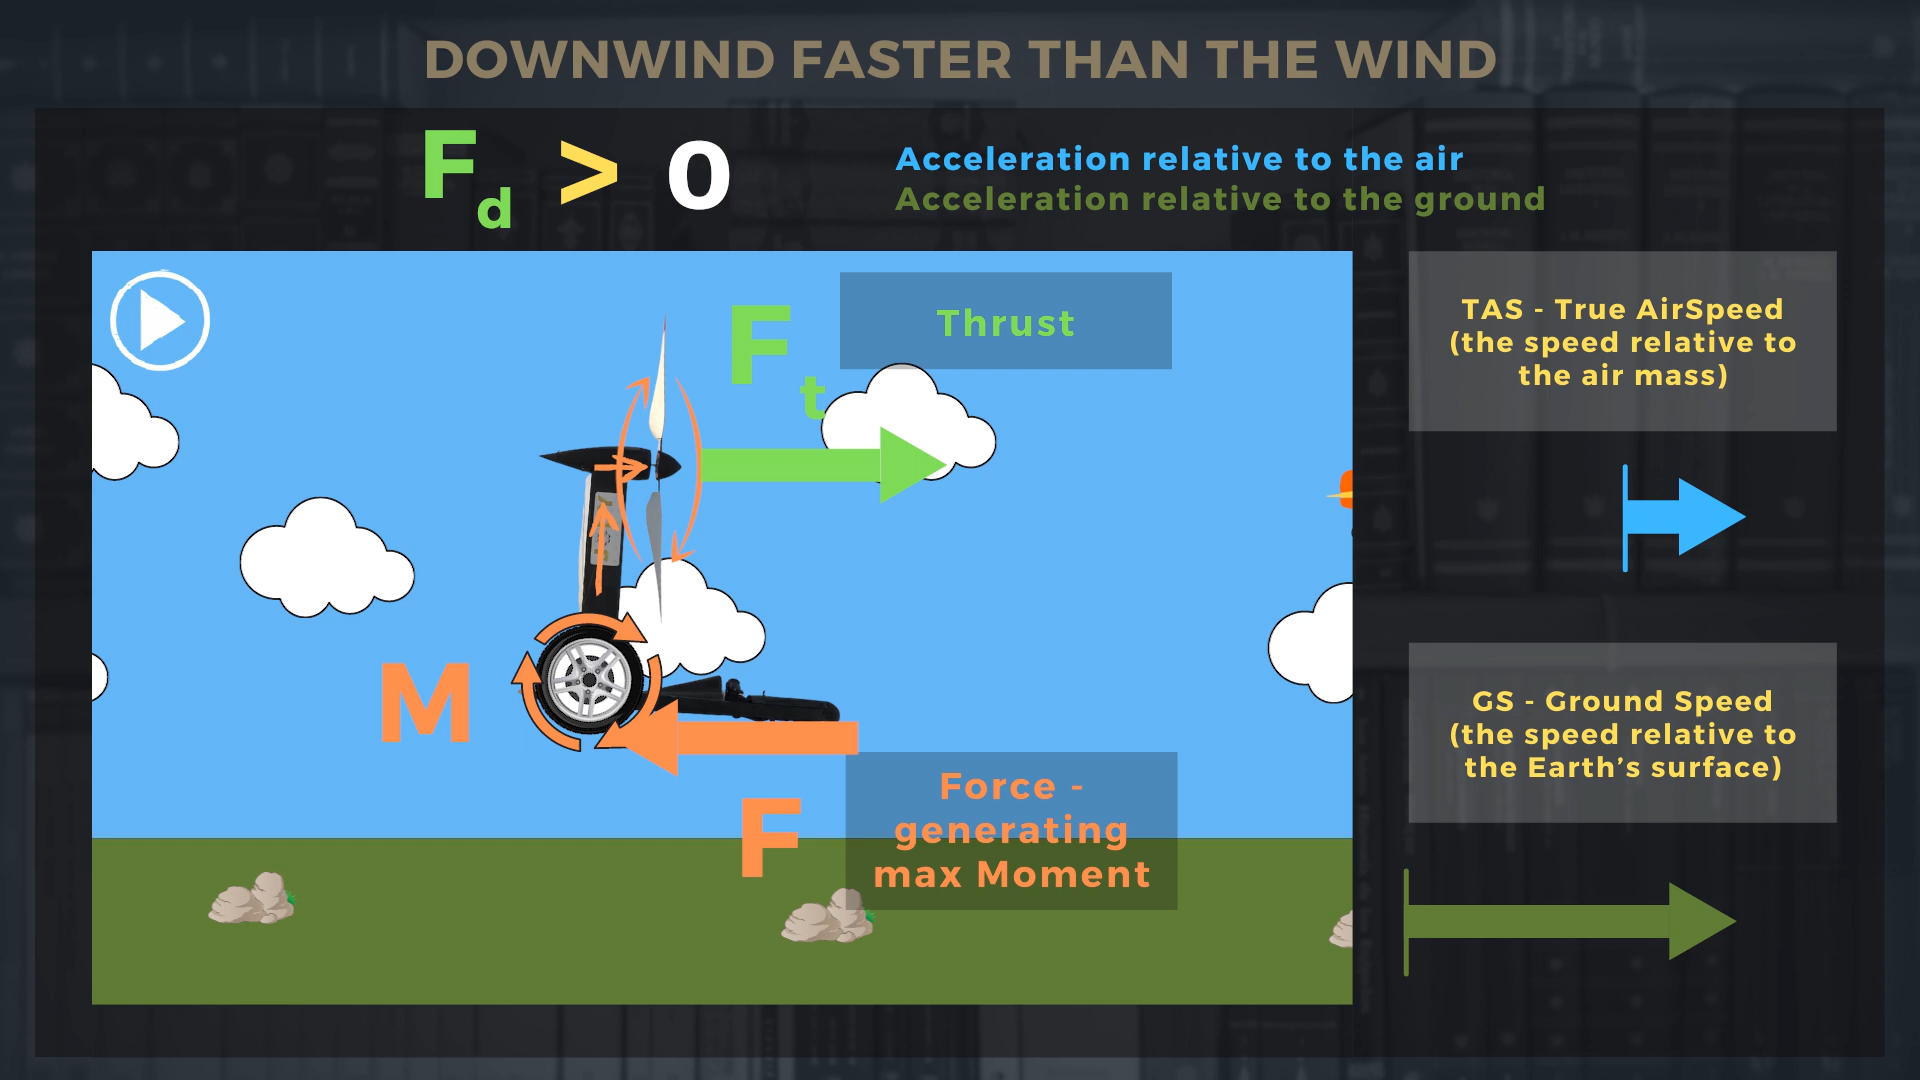 DOWNWIND FASTER THAN THE WIND
Fd > 0
Acceleration relative to the air
Acceleration relative to the ground
Thrust
Ft
TAS - True AirSpeed
(the speed relative to
the air mass)
M
GS - Ground Speed
(the speed relative to
the Earth's surface)
F
Force -
generating
max Moment